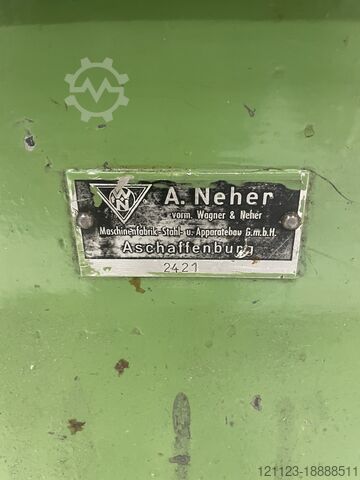 A. Neher
vorm. Wagner & Neher
Maschinenfabrik-Stahl- u. Apparatebau G.m.b.H.
Aschaffenburg
2421
121123-18888511